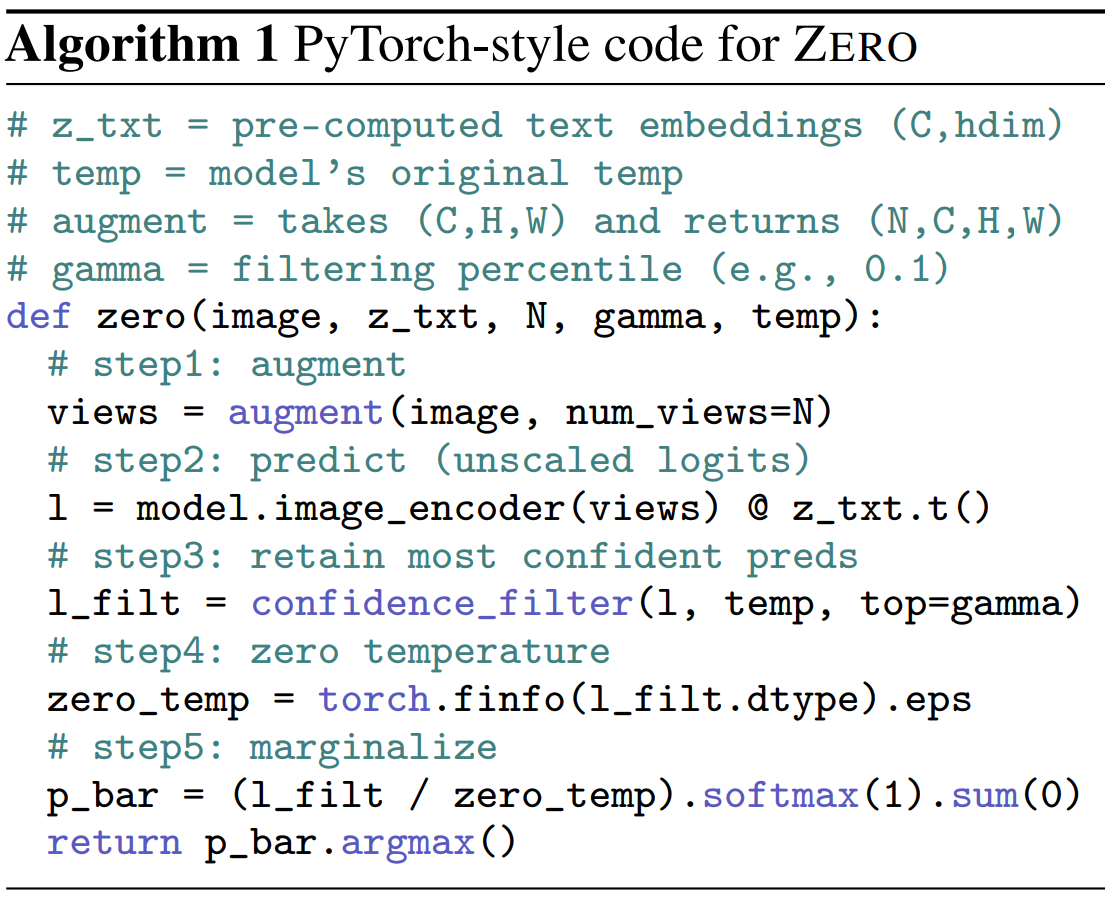 Algorithm 1 PyTorch-style code for ZERO
# z_txt = pre-computed text embeddings (C,hdim)
# temp = model’s original temp
# augment = takes (C,H,W) and returns (N,C,H,W)
# gamma = filtering percentile (e.g., 0.1)
def zero(image, z_txt, N, gamma, temp):
  # step1: augment
  views = augment(image, num_views=N)
  # step2: predict (unscaled logits)
  l = model.image_encoder(views) @ z_txt.t()
  # step3: retain most confident preds
  l_filt = confidence_filter(l, temp, top=gamma)
  # step4: zero temperature
  zero_temp = torch.finfo(l_filt.dtype).eps
  # step5: marginalize
  p_bar = (l_filt / zero_temp).softmax(1).sum(0)
  return p_bar.argmax()